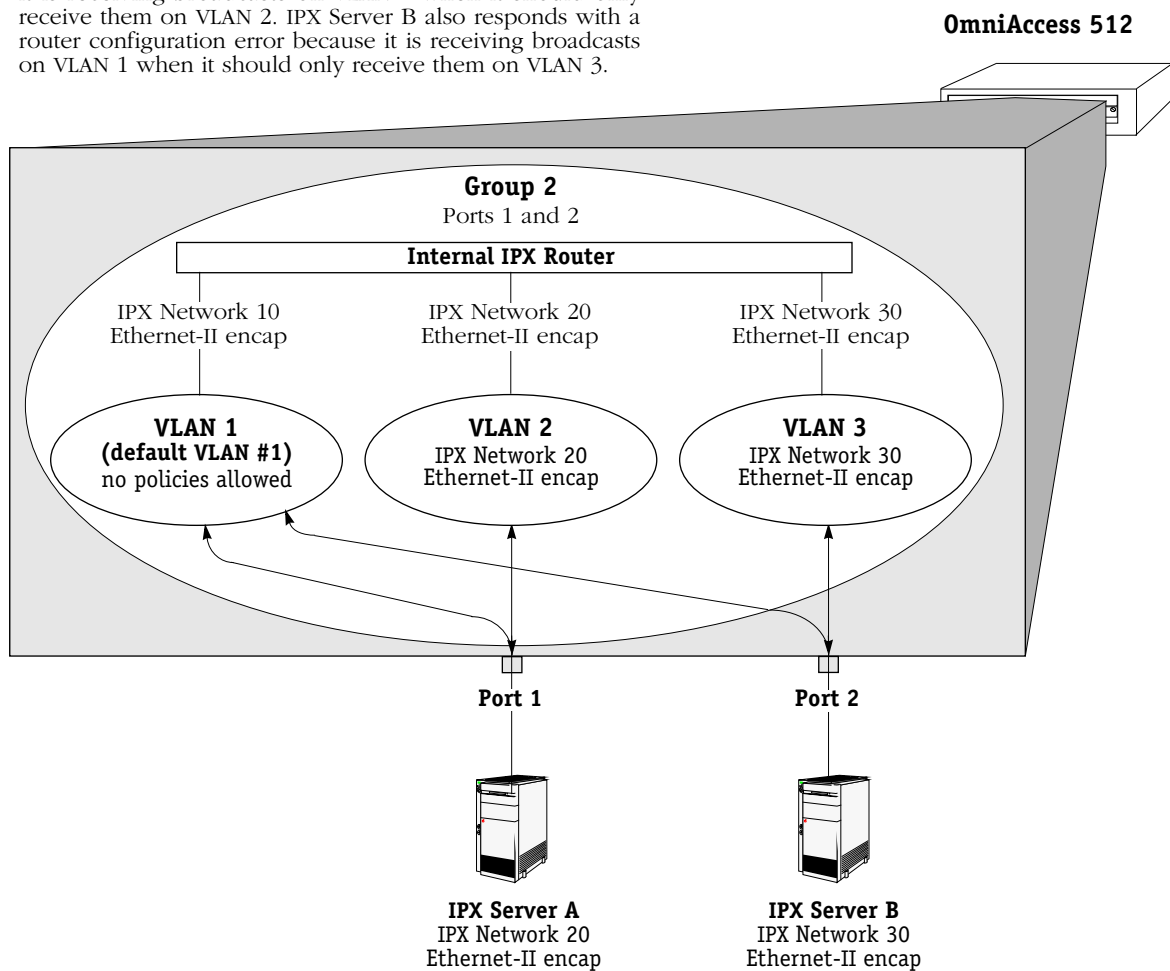 receive them on VLAN 2. IPX Server B also responds with a
router configuration error because it is receiving broadcasts
on VLAN 1 when it should only receive them on VLAN 3.
OmniAccess 512
Group 2
Ports 1 and 2
Internal IPX Router
IPX Network 10
Ethernet-II encap
IPX Network 20
Ethernet-II encap
IPX Network 30
Ethernet-II encap
VLAN 1
(default VLAN #1)
no policies allowed
VLAN 2
IPX Network 20
Ethernet-II encap
VLAN 3
IPX Network 30
Ethernet-II encap
Port 1
Port 2
IPX Server A
IPX Network 20
Ethernet-II encap
IPX Server B
IPX Network 30
Ethernet-II encap